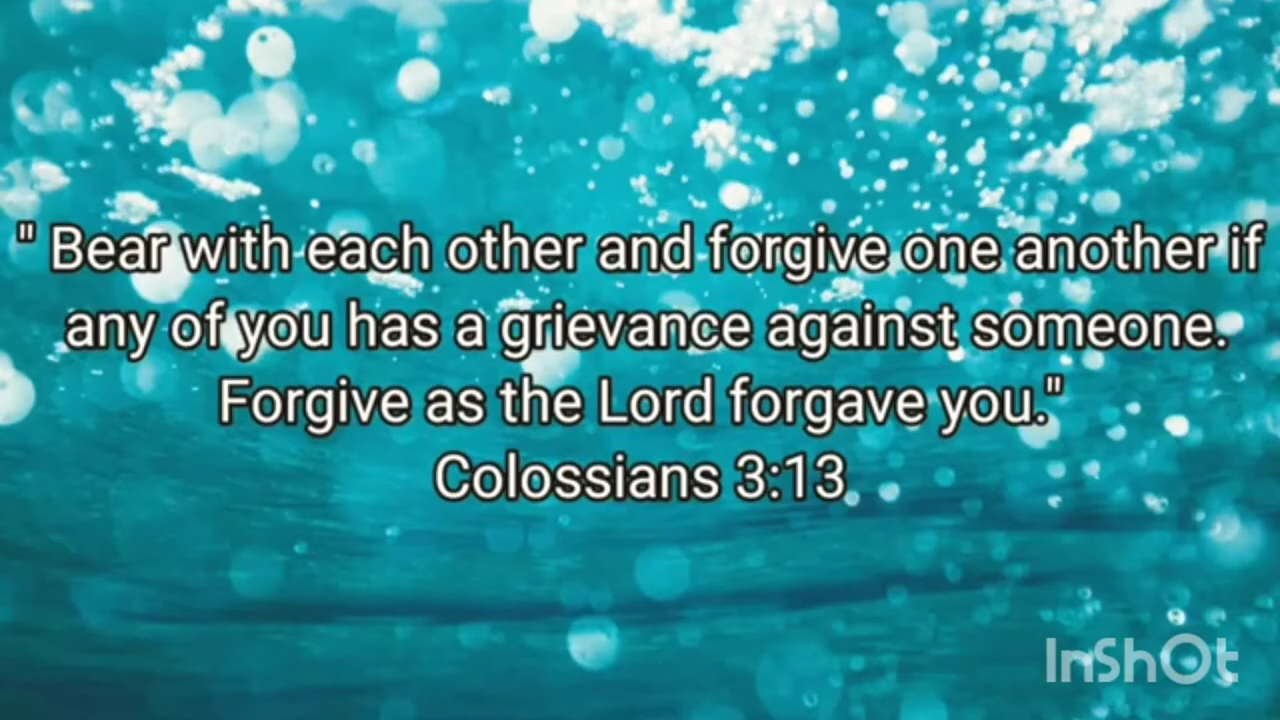 " Bear with each other and forgive one another if
any of you has a grievance against someone.
Forgive as the Lord forgave you."
Colossians 3:13
InShOt